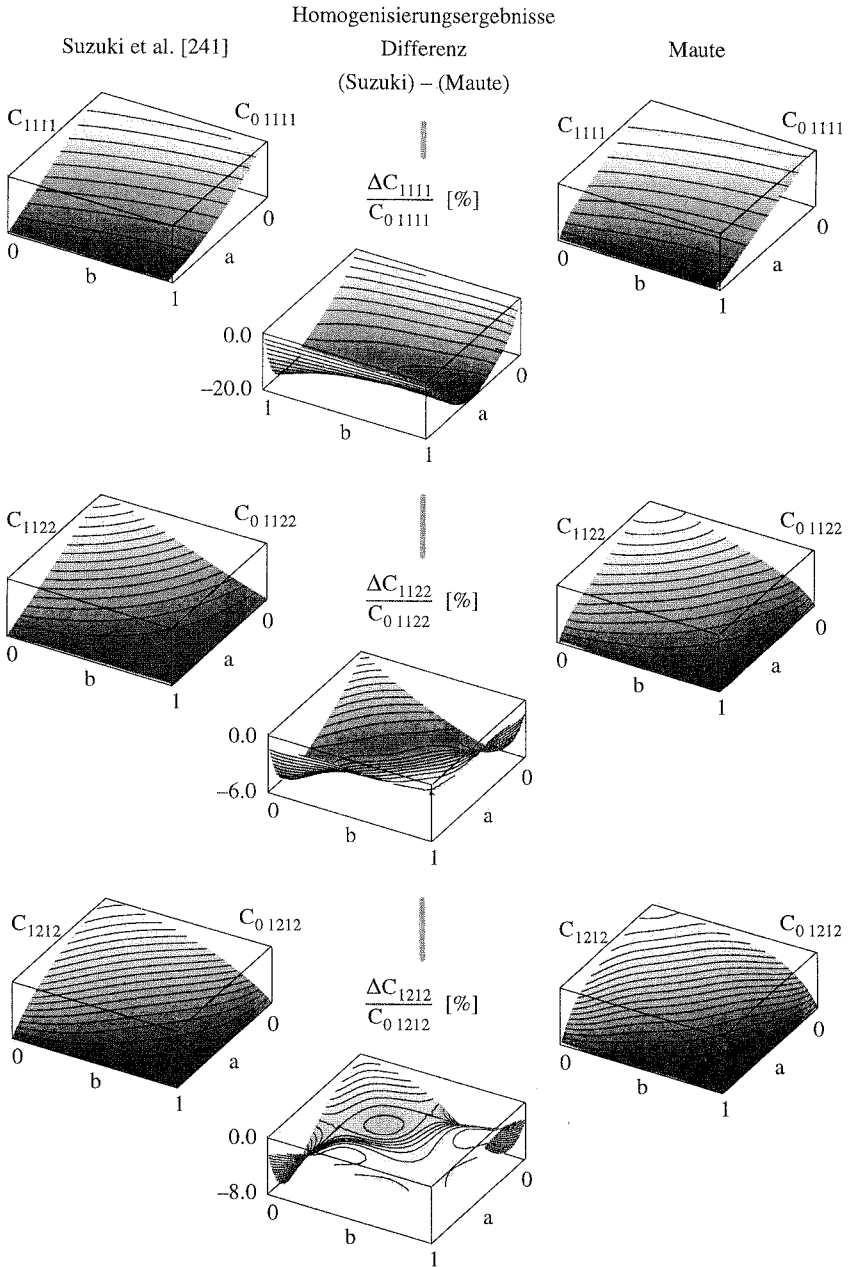 Homogenisierungsergebnisse
Suzuki et al. [241]
Differenz
(Suzuki) – (Maute)
Maute
C1111
C0 1111
0
b
1
a
0
ΔC1111
C0 1111
[%]
0.0
–20.0
1
b
1
a
0
C1111
C0 1111
0
b
1
a
0
C1122
C0 1122
0
b
1
a
0
ΔC1122
C0 1122
[%]
0.0
–6.0
0
b
1
a
0
C1122
C0 1122
0
b
1
a
0
C1212
C0 1212
0
b
1
a
0
ΔC1212
C0 1212
[%]
0.0
–8.0
0
b
1
a
0
C1212
C0 1212
0
b
1
a
0